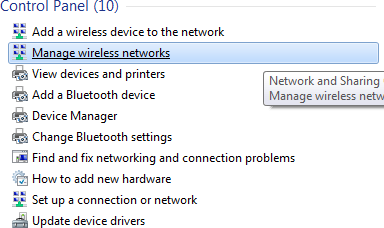 Control Panel (10)
Add a wireless device to the network
Manage wireless networks
View devices and printers
Network and Sharing
Add a Bluetooth device
Manage wireless netw
Device Manager
Change Bluetooth settings
Find and fix networking and connection problems
How to add new hardware
Set up a connection or network
Update device drivers